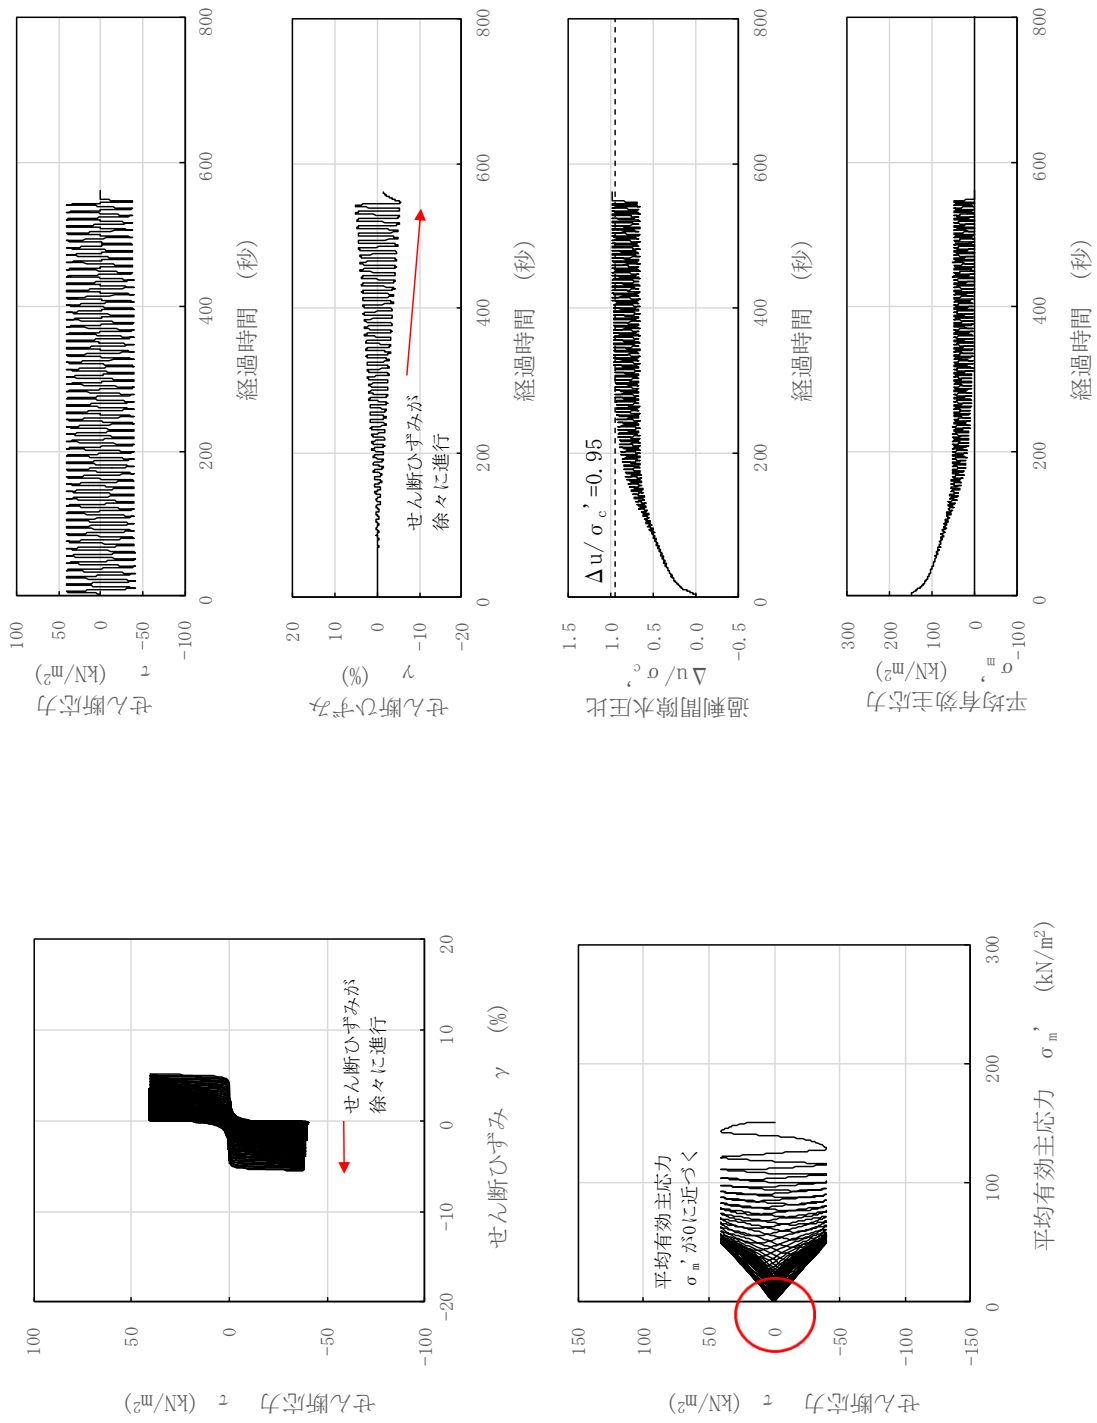 100
50
0
-50
-100
せん断応力
τ (kN/m²)
0
200
400
600
800
経過時間 (秒)
20
10
0
-10
-20
せん断ひずみ
γ (%)
せん断ひずみが
徐々に進行
0
200
400
600
800
経過時間 (秒)
1.5
1.0
0.5
0.0
-0.5
過剰間隙水圧比
Δu/σc'
Δu/σc'=0.95
0
200
400
600
800
経過時間 (秒)
300
200
100
0
-100
平均有効主応力
σm' (kN/m²)
0
200
400
600
800
経過時間 (秒)
100
50
0
-50
-100
せん断応力 τ (kN/m²)
せん断ひずみが
徐々に進行
-20
-10
0
10
20
せん断ひずみ γ (%)
150
100
50
0
-50
-100
-150
せん断応力 τ (kN/m²)
平均有効主応力
σm'が0に近づく
0
100
200
300
平均有効主応力 σm' (kN/m²)